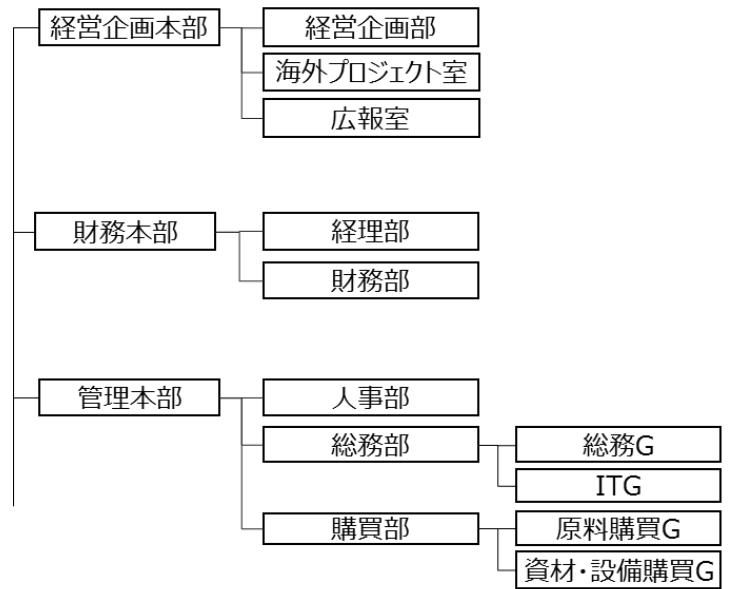 経営企画本部
経営企画部
海外プロジェクト室
広報室
財務本部
経理部
財務部
管理本部
人事部
総務部
総務G
ITG
購買部
原料購買G
資材・設備購買G